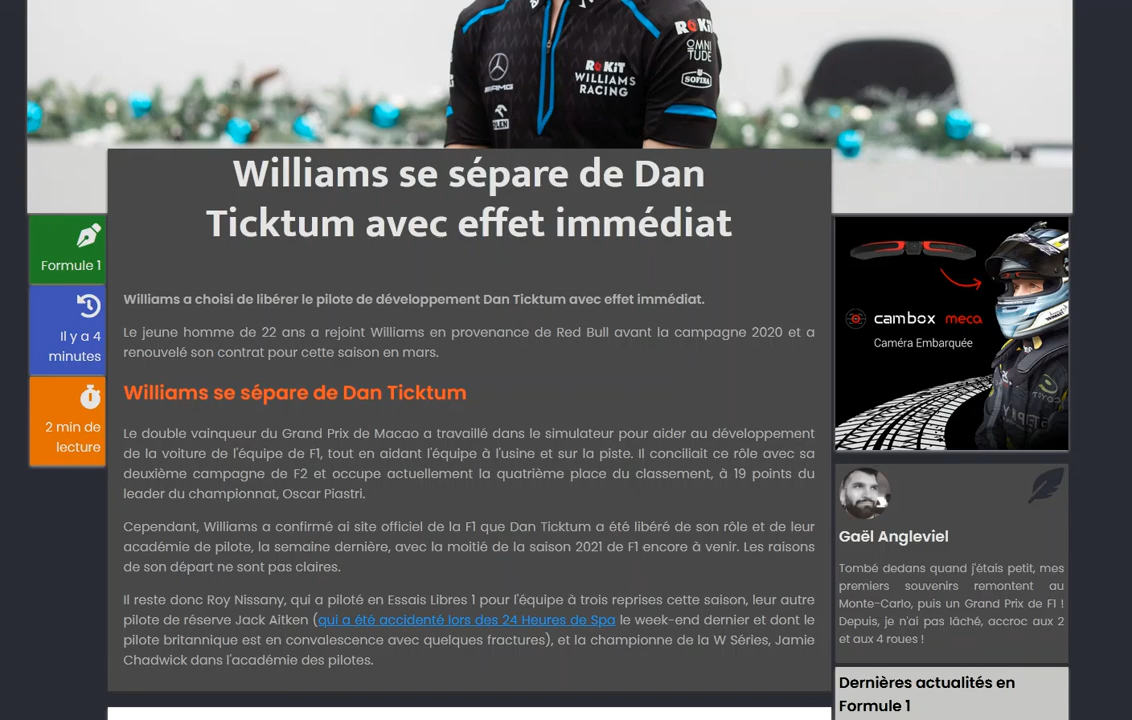 ROKiT
OMNI
TUDE
SOFINA
AMG
ROKiT
WILLIAMS
RACING
Williams se sépare de Dan
Ticktum avec effet immédiat
Formule 1
Il y a 4
minutes
2 min de
lecture
Williams a choisi de libérer le pilote de développement Dan Ticktum avec effet immédiat.
Le jeune homme de 22 ans a rejoint Williams en provenance de Red Bull avant la campagne 2020 et a
renouvelé son contrat pour cette saison en mars.
Williams se sépare de Dan Ticktum
Le double vainqueur du Grand Prix de Macao a travaillé dans le simulateur pour aider au développement
de la voiture de l'équipe de F1, tout en aidant l'équipe à l'usine et sur la piste. Il conciliait ce rôle avec sa
deuxième campagne de F2 et occupe actuellement la quatrième place du classement, à 19 points du
leader du championnat, Oscar Piastri.
Cependant, Williams a confirmé ai site officiel de la F1 que Dan Ticktum a été libéré de son rôle et de leur
académie de pilote, la semaine dernière, avec la moitié de la saison 2021 de F1 encore à venir. Les raisons
de son départ ne sont pas claires.
Il reste donc Roy Nissany, qui a piloté en Essais Libres 1 pour l'équipe à trois reprises cette saison, leur autre
pilote de réserve Jack Aitken (qui a été accidenté lors des 24 Heures de Spa le week-end dernier et dont le
pilote britannique est en convalescence avec quelques fractures), et la championne de la W Séries, Jamie
Chadwick dans l'académie des pilotes.
cambox meca
Caméra Embarquée
Gaël Angleviel
Tombé dedans quand j'étais petit, mes
premiers souvenirs remontent au
Monte-Carlo, puis un Grand Prix de F1 !
Depuis, je n'ai pas lâché, accroc aux 2
et aux 4 roues !
Dernières actualités en
Formule 1